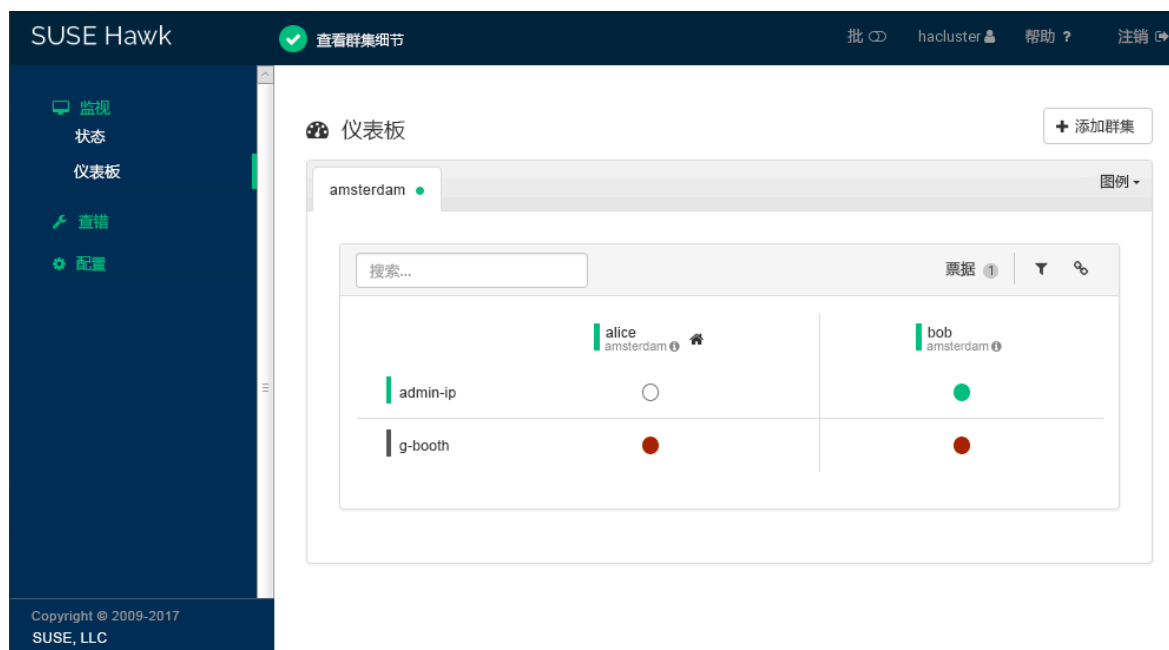 SUSE Hawk
查看群集细节
批
hacluster
帮助 ?
注销
监视
状态
仪表板
查错
配置
仪表板
添加群集
amsterdam
图例
搜索...
票据 1
alice
amsterdam
bob
amsterdam
admin-ip
g-booth
Copyright © 2009-2017
SUSE, LLC